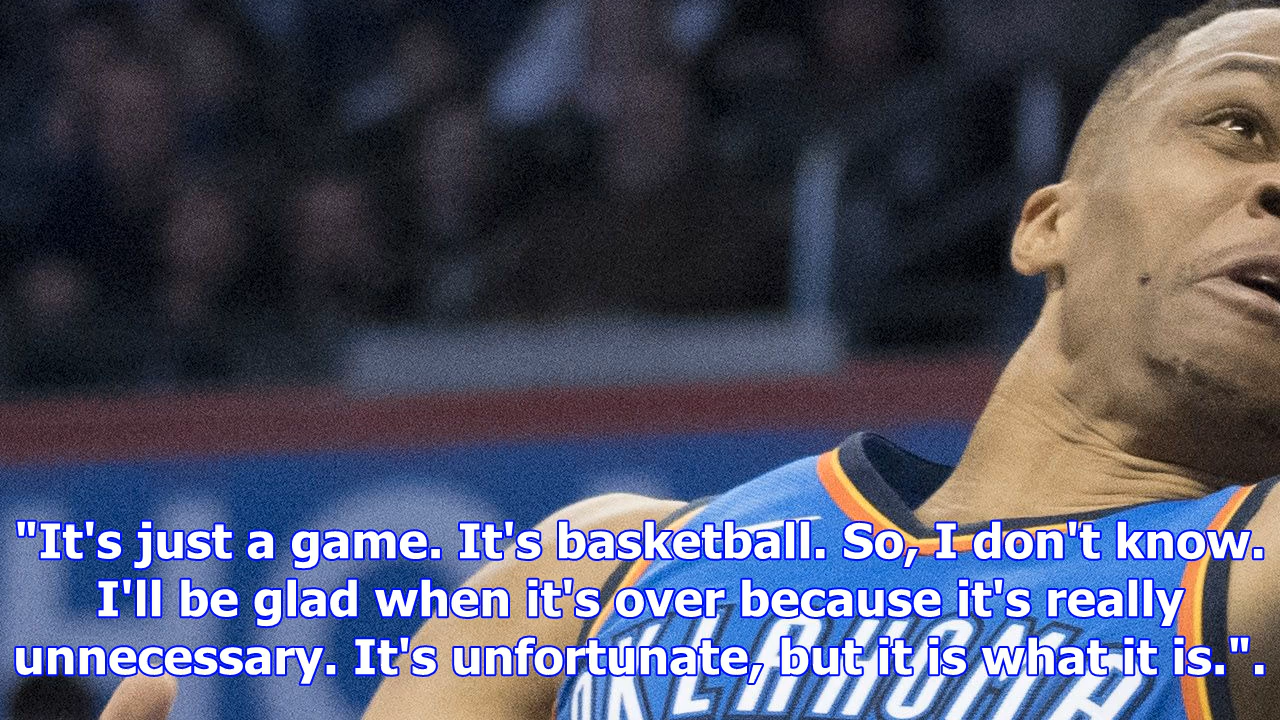 "It's just a game. It's basketball. So, I don't know.
I'll be glad when it's over because it's really
unnecessary. It's unfortunate, but it is what it is.".
OKLAHOMA